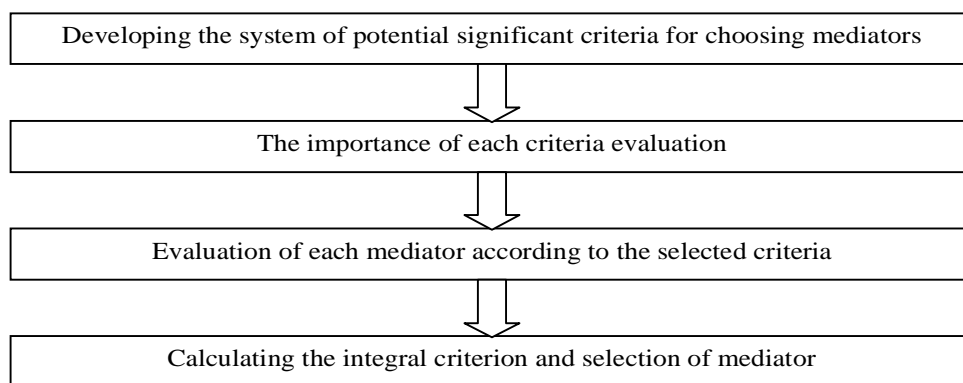 Developing the system of potential significant criteria for choosing mediators
The importance of each criteria evaluation
Evaluation of each mediator according to the selected criteria
Calculating the integral criterion and selection of mediator